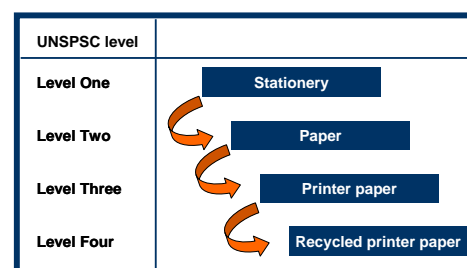 UNSPSC level
Level One Stationery
Level Two Paper
Level Three Printer paper
Level Four Recycled printer paper